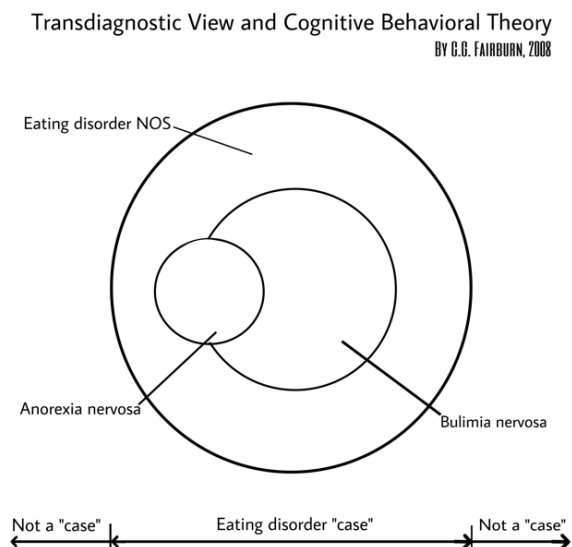 Transdiagnostic View and Cognitive Behavioral Theory
BY C.G. FAIRBURN, 2008
Eating disorder NOS
Anorexia nervosa
Bulimia nervosa
Not a "case"
Eating disorder "case"
Not a "case"